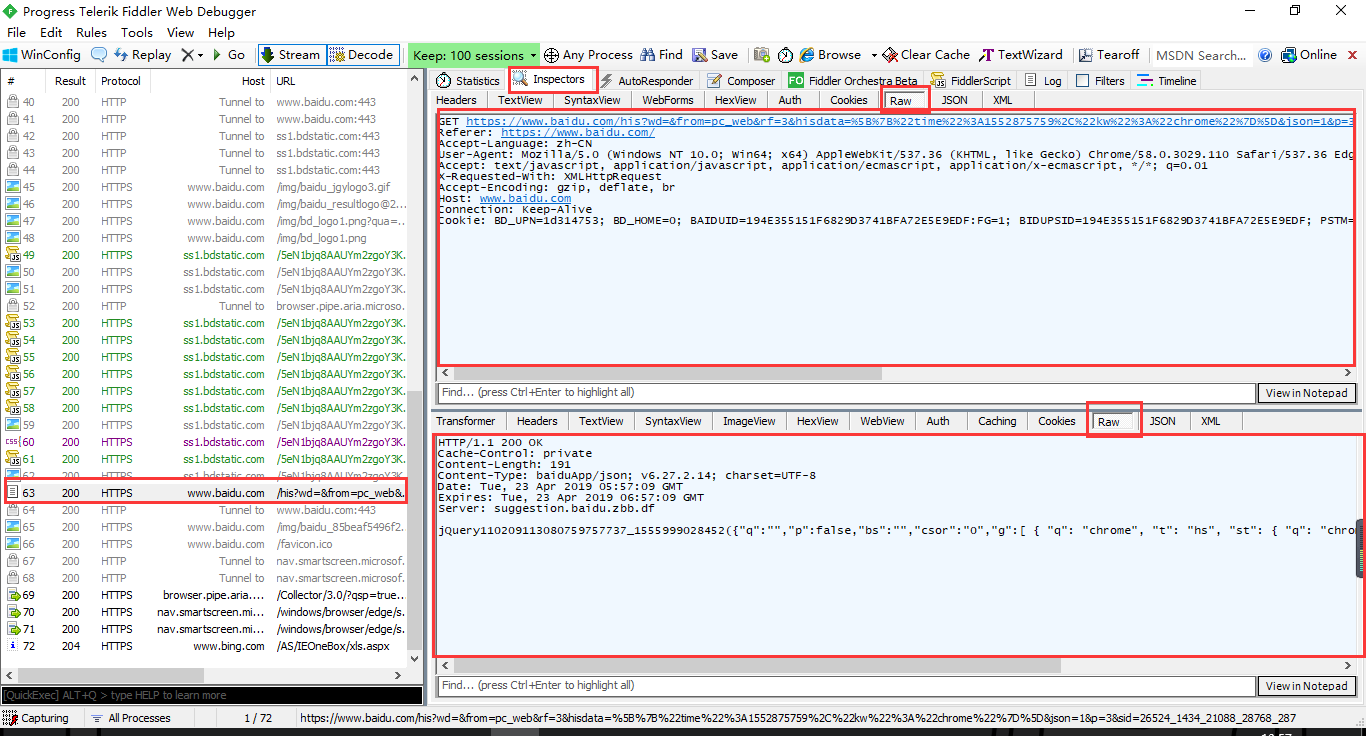 Progress Telerik Fiddler Web Debugger
File Edit Rules Tools View Help
WinConfig Replay Go Stream Decode Keep: 100 sessions Any Process Find Save Browse Clear Cache TextWizard Tearoff MSDN Search... Online
# Result Protocol Host URL
40 200 HTTP Tunnel to www.baidu.com:443
41 200 HTTP Tunnel to www.baidu.com:443
42 200 HTTP Tunnel to ss1.bdstatic.com:443
43 200 HTTP Tunnel to ss1.bdstatic.com:443
44 200 HTTP Tunnel to ss1.bdstatic.com:443
45 200 HTTPS www.baidu.com /img/baidu_jgylogo3.gif
46 200 HTTPS www.baidu.com /img/baidu_resultlogo@2...
47 200 HTTPS www.baidu.com /img/bd_logo1.png?qua=...
48 200 HTTPS www.baidu.com /img/bd_logo1.png
49 200 HTTPS ss1.bdstatic.com /5eN1bjq8AAUYm2zgoY3K...
50 200 HTTPS ss1.bdstatic.com /5eN1bjq8AAUYm2zgoY3K...
51 200 HTTPS ss1.bdstatic.com /5eN1bjq8AAUYm2zgoY3K...
52 200 HTTP Tunnel to browser.pipe.aria.microso...
53 200 HTTPS ss1.bdstatic.com /5eN1bjq8AAUYm2zgoY3K...
54 200 HTTPS ss1.bdstatic.com /5eN1bjq8AAUYm2zgoY3K...
55 200 HTTPS ss1.bdstatic.com /5eN1bjq8AAUYm2zgoY3K...
56 200 HTTPS ss1.bdstatic.com /5eN1bjq8AAUYm2zgoY3K...
57 200 HTTPS ss1.bdstatic.com /5eN1bjq8AAUYm2zgoY3K...
58 200 HTTPS ss1.bdstatic.com /5eN1bjq8AAUYm2zgoY3K...
59 200 HTTPS ss1.bdstatic.com /5eN1bjq8AAUYm2zgoY3K...
60 200 HTTPS ss1.bdstatic.com /5eN1bjq8AAUYm2zgoY3K...
61 200 HTTPS ss1.bdstatic.com /5eN1bjq8AAUYm2zgoY3K...
62 200 HTTPS ss1.bdstatic.com /5eN1bjq8AAUYm2zgoY3K...
63 200 HTTPS www.baidu.com /his?wd=&from=pc_web&...
64 200 HTTP Tunnel to www.baidu.com:443
65 200 HTTPS www.baidu.com /img/baidu_85beaf5496f2...
66 200 HTTPS www.baidu.com /favicon.ico
67 200 HTTP Tunnel to nav.smartscreen.microsof...
68 200 HTTP Tunnel to nav.smartscreen.microsof...
69 200 HTTPS browser.pipe.aria.... /Collector/3.0/?qsp=true...
70 200 HTTPS nav.smartscreen.mi... /windows/browser/edge/s...
71 200 HTTPS nav.smartscreen.mi... /windows/browser/edge/s...
72 204 HTTPS www.bing.com /AS/IEOneBox/xls.aspx
[QuickExec] ALT+Q > type HELP to learn more
Statistics Inspectors AutoResponder Composer FO Fiddler Orchestra Beta FiddlerScript Log Filters Timeline
Headers TextView SyntaxView WebForms HexView Auth Cookies Raw JSON XML
GET https://www.baidu.com/his?wd=&from=pc_web&rf=3&hisdata=%5B%7B%22time%22%3A1552875759%2C%22kw%22%3A%22chrome%22%7D%5D&json=1&p=3
Referer: https://www.baidu.com/
Accept-Language: zh-CN
User-Agent: Mozilla/5.0 (Windows NT 10.0; Win64; x64) AppleWebKit/537.36 (KHTML, like Gecko) Chrome/58.0.3029.110 Safari/537.36 Edg
Accept: text/javascript, application/javascript, application/ecmascript, application/x-ecmascript, */*; q=0.01
X-Requested-With: XMLHttpRequest
Accept-Encoding: gzip, deflate, br
Host: www.baidu.com
Connection: Keep-Alive
Cookie: BD_UPN=1d314753; BD_HOME=0; BAIDUID=194E355151F6829D3741BFA72E5E9EDF:FG=1; BIDUPSID=194E355151F6829D3741BFA72E5E9EDF; PSTM=
Find... (press Ctrl+Enter to highlight all) View in Notepad
Transformer Headers TextView SyntaxView ImageView HexView WebView Auth Caching Cookies Raw JSON XML
HTTP/1.1 200 OK
Cache-Control: private
Content-Length: 191
Content-Type: baiduApp/json; v6.27.2.14; charset=UTF-8
Date: Tue, 23 Apr 2019 05:57:09 GMT
Expires: Tue, 23 Apr 2019 06:57:09 GMT
Server: suggestion.baidu.zbb.df
jQuery110209113080759757737_1555999028452({"q":"","p":false,"bs":"","csor":"0","g":[ { "q": "chrome", "t": "hs", "st": { "q": "chro
Find... (press Ctrl+Enter to highlight all) View in Notepad
Capturing All Processes 1 / 72 https://www.baidu.com/his?wd=&from=pc_web&rf=3&hisdata=%5B%7B%22time%22%3A1552875759%2C%22kw%22%3A%22chrome%22%7D%5D&json=1&p=3&sid=26524_1434_21088_28768_287